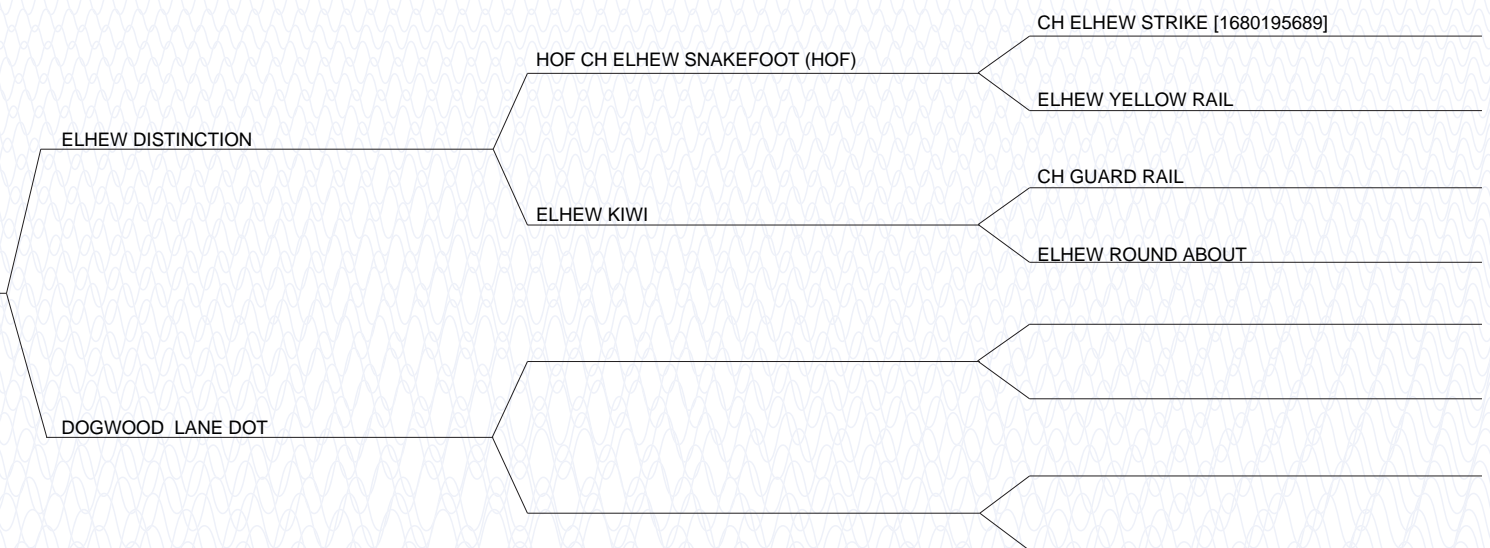 CH ELHEW STRIKE [1680195689]
HOF CH ELHEW SNAKEFOOT (HOF)
ELHEW YELLOW RAIL
ELHEW DISTINCTION
CH GUARD RAIL
ELHEW KIWI
ELHEW ROUND ABOUT
DOGWOOD  LANE DOT